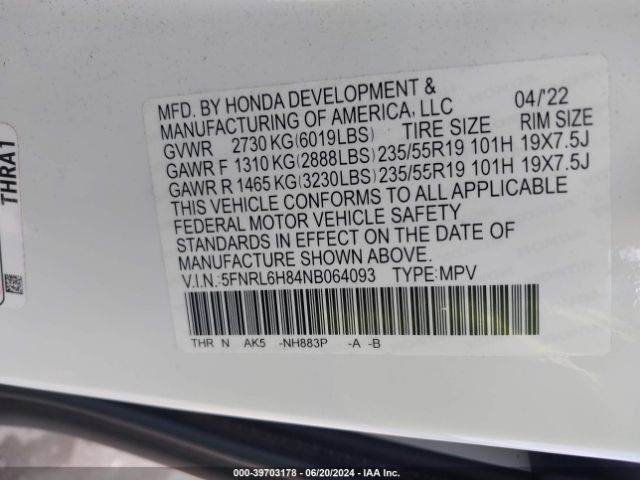 THRA1
MFD. BY HONDA DEVELOPMENT &
MANUFACTURING OF AMERICA, LLC 04/'22
GVWR 2730 KG(6019LBS) TIRE SIZE RIM SIZE
GAWR F 1310 KG(2888LBS) 235/55R19 101H 19X7.5J
GAWR R 1465 KG(3230LBS) 235/55R19 101H 19X7.5J
THIS VEHICLE CONFORMS TO ALL APPLICABLE
FEDERAL MOTOR VEHICLE SAFETY
STANDARDS IN EFFECT ON THE DATE OF
MANUFACTURE SHOWN ABOVE.
V.I.N.:5FNRL6H84NB064093 TYPE:MPV
THR N AK5 -NH883P -A -B
000-39703178 | 06/20/2024 | IAA Inc.